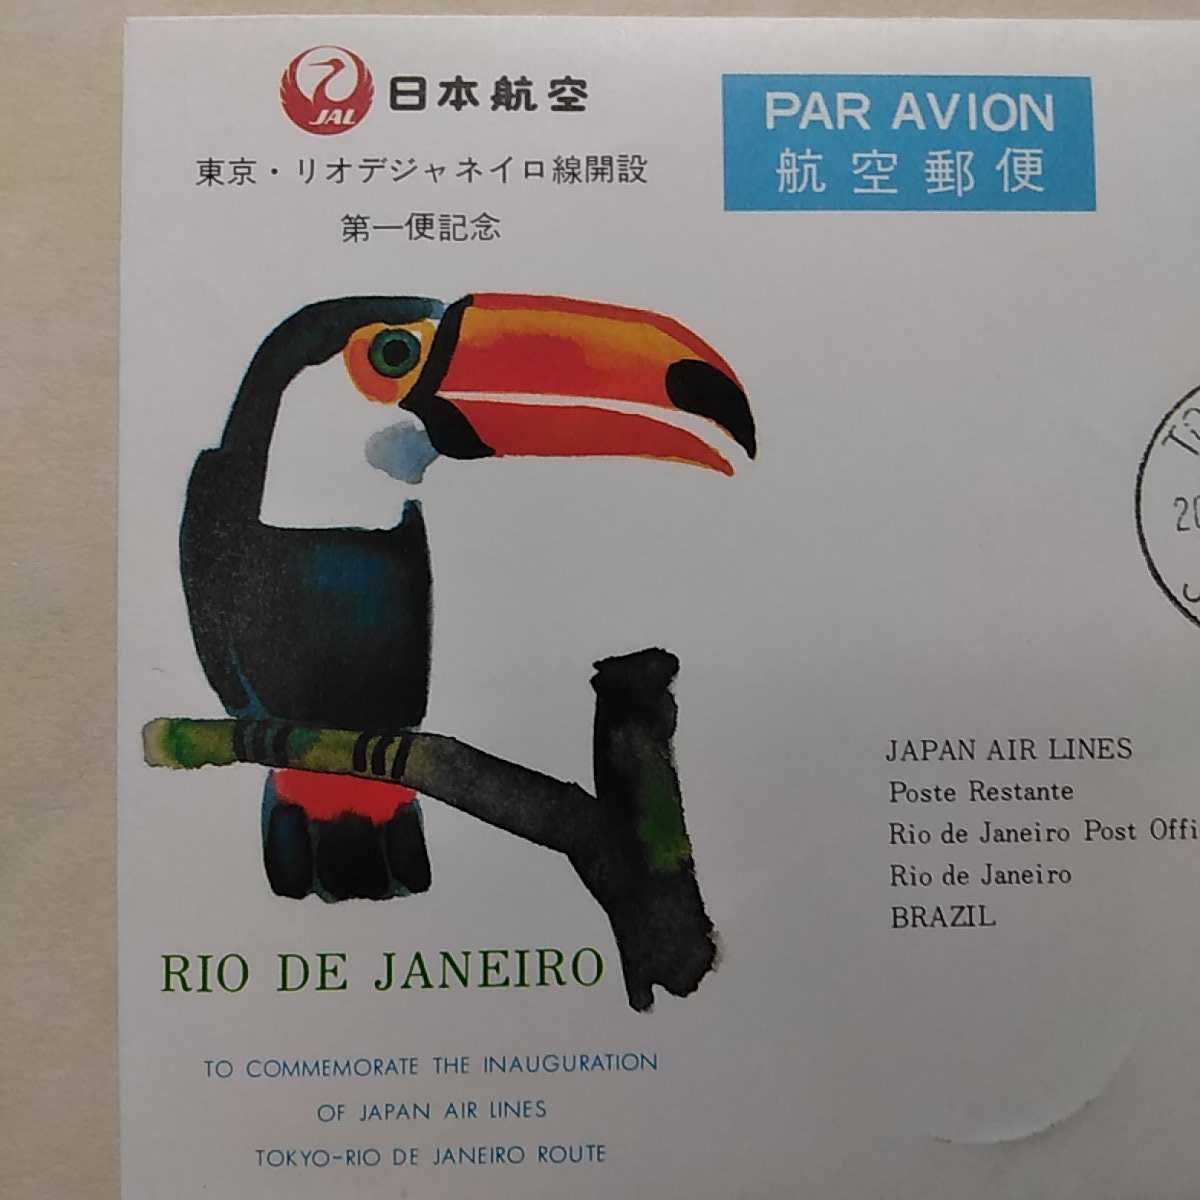 JAL 日本航空
東京・リオデジャネイロ線開設
第一便記念
PAR AVION
航空郵便
20
JAPAN AIR LINES
Poste Restante
Rio de Janeiro Post Offi
Rio de Janeiro
BRAZIL
RIO DE JANEIRO
TO COMMEMORATE THE INAUGURATION
OF JAPAN AIR LINES
TOKYO-RIO DE JANEIRO ROUTE